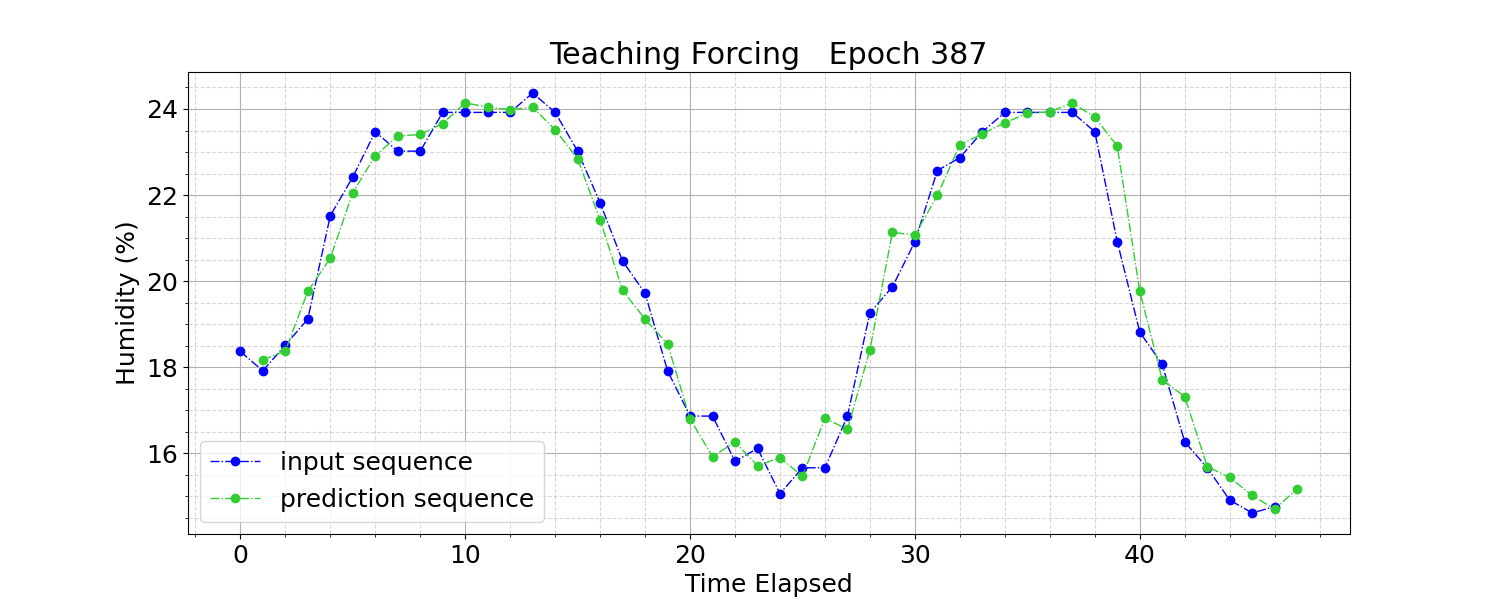 Teaching Forcing   Epoch 387
Humidity (%)
24
22
20
18
16
input sequence
prediction sequence
0 10 20 30 40
Time Elapsed